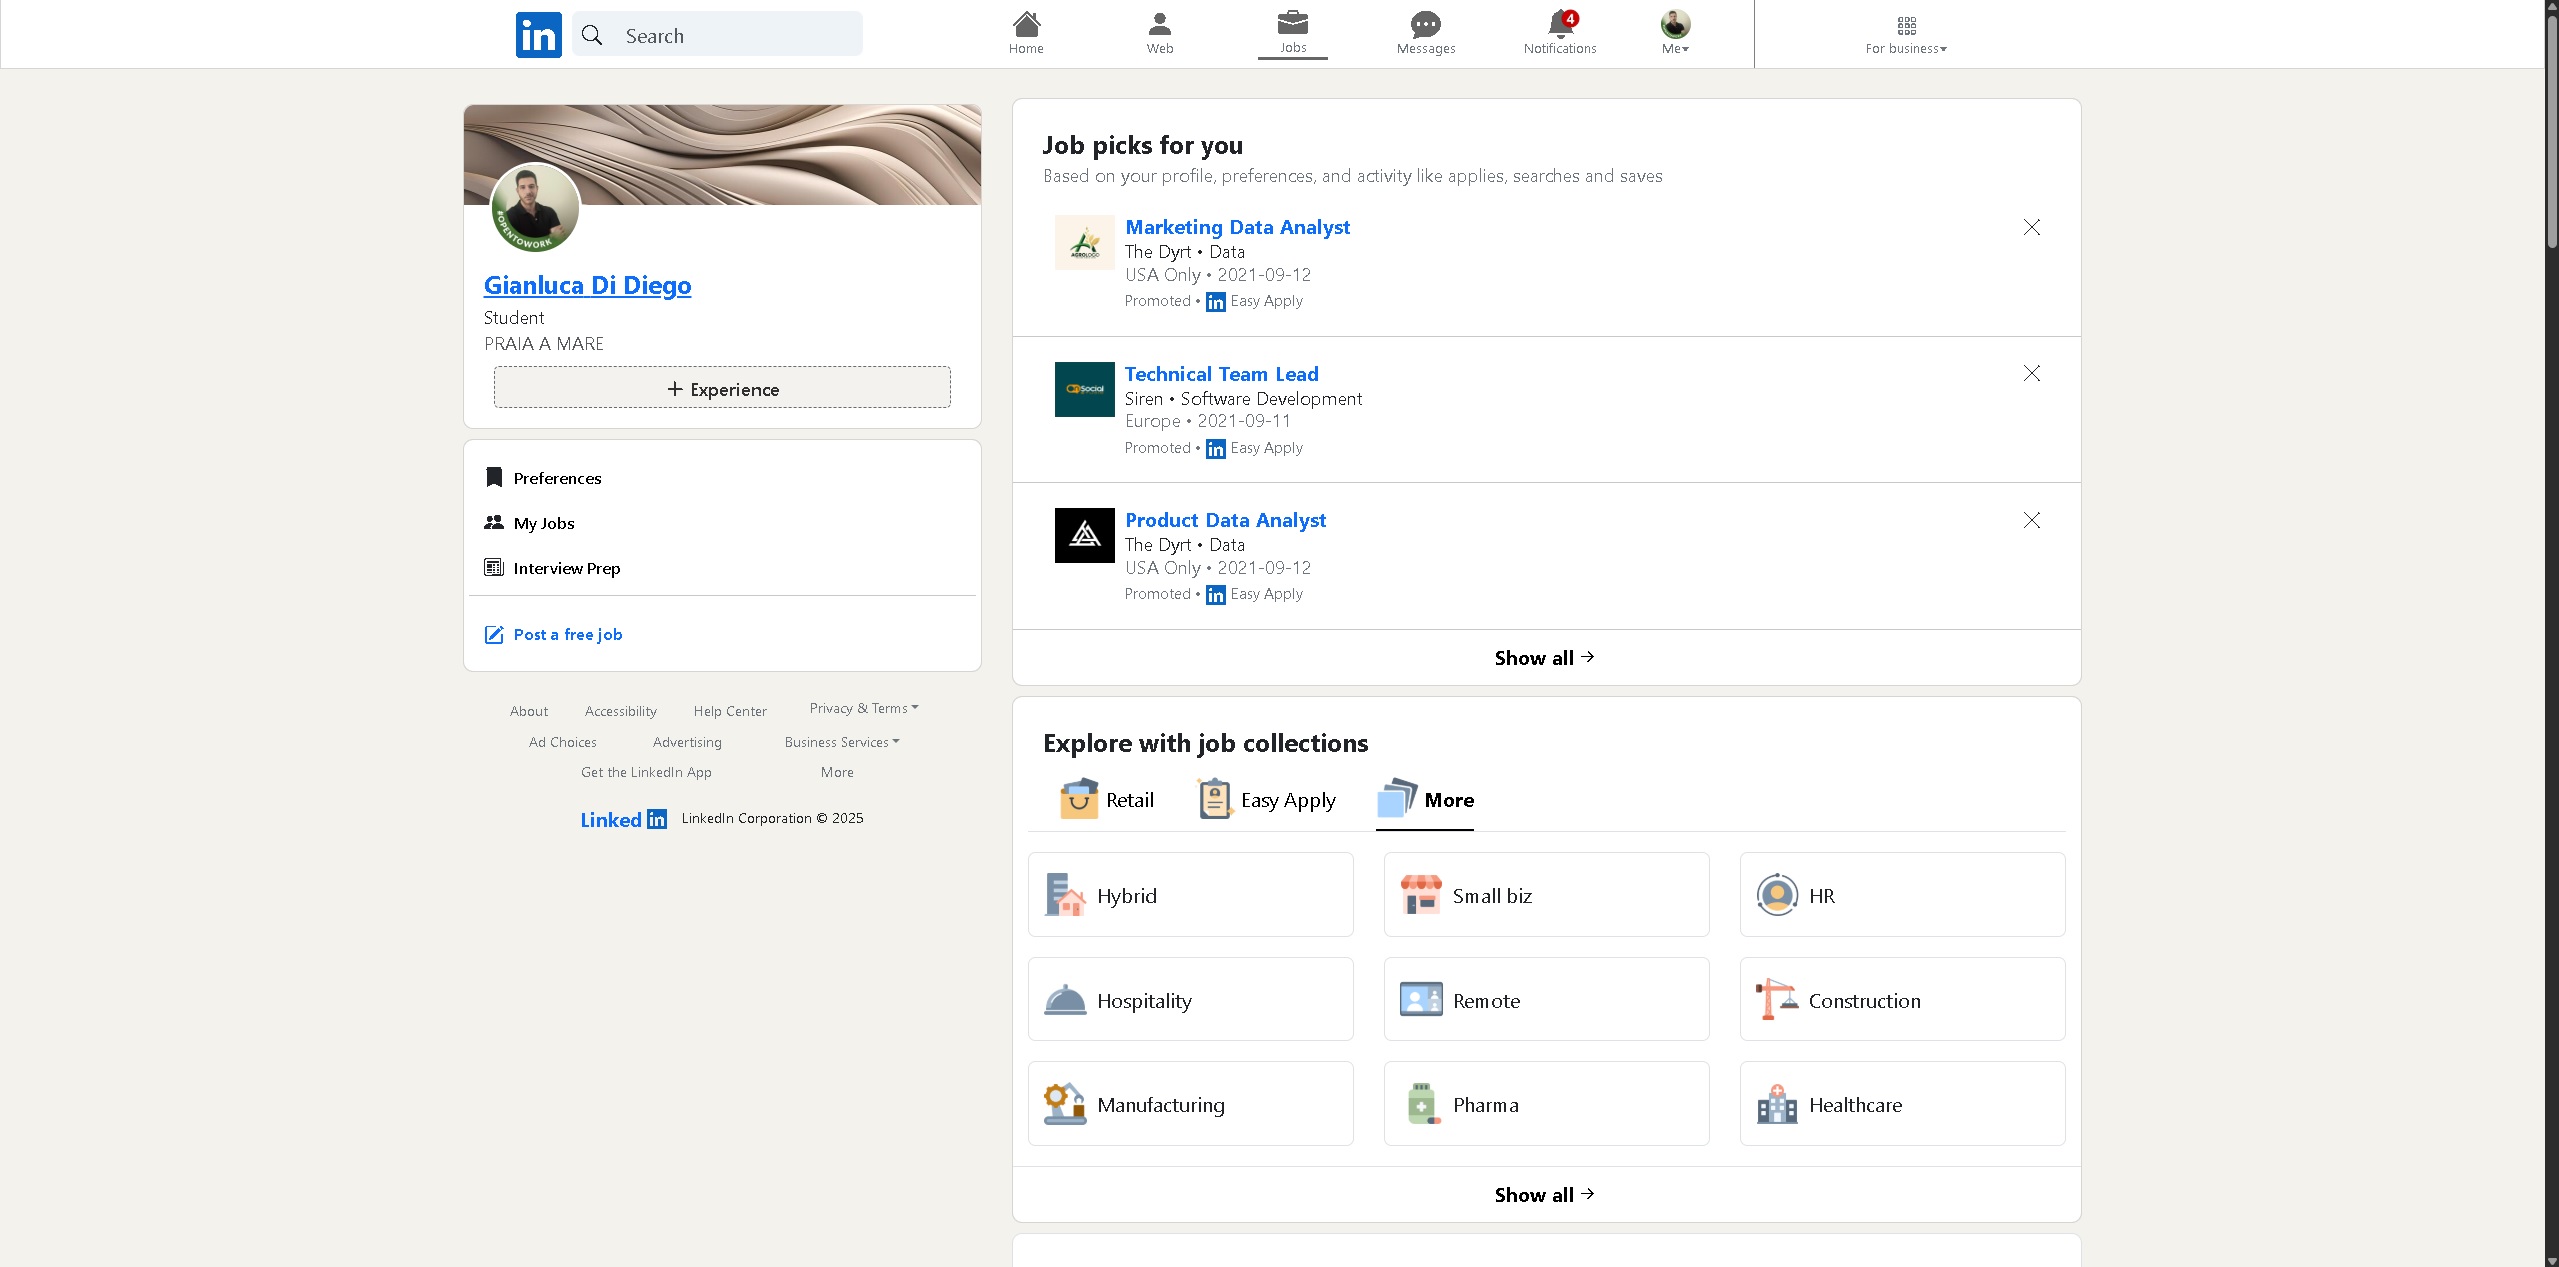 in
Search
Home
Web
Jobs
Messages
4
Notifications
Me
For business
#OPENTOWORK
Gianluca Di Diego
Student
PRAIA A MARE
+ Experience
Preferences
My Jobs
Interview Prep
Post a free job
About
Accessibility
Help Center
Privacy & Terms
Ad Choices
Advertising
Business Services
Get the LinkedIn App
More
Linked in LinkedIn Corporation © 2025
Job picks for you
Based on your profile, preferences, and activity like applies, searches and saves
AGROLOGO
Marketing Data Analyst
The Dyrt • Data
USA Only • 2021-09-12
Promoted • in Easy Apply
Social
Technical Team Lead
Siren • Software Development
Europe • 2021-09-11
Promoted • in Easy Apply
Product Data Analyst
The Dyrt • Data
USA Only • 2021-09-12
Promoted • in Easy Apply
Show all →
Explore with job collections
Retail
Easy Apply
More
Hybrid
Small biz
HR
Hospitality
Remote
Construction
Manufacturing
Pharma
Healthcare
Show all →